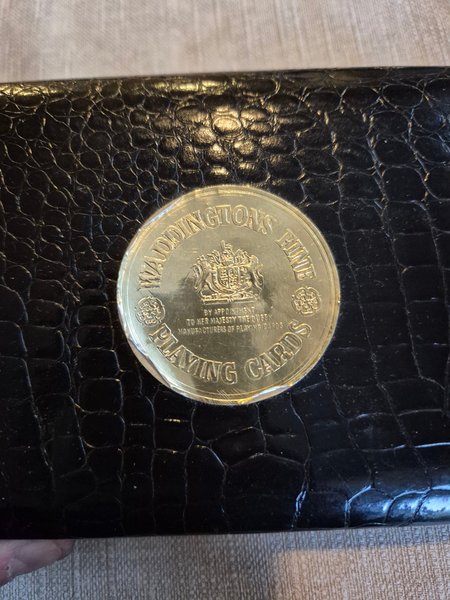 WADDINGTONS FINE
BY APPOINTMENT
TO HER MAJESTY THE QUEEN
MANUFACTURERS OF PLAYING CARDS
PLAYING CARDS